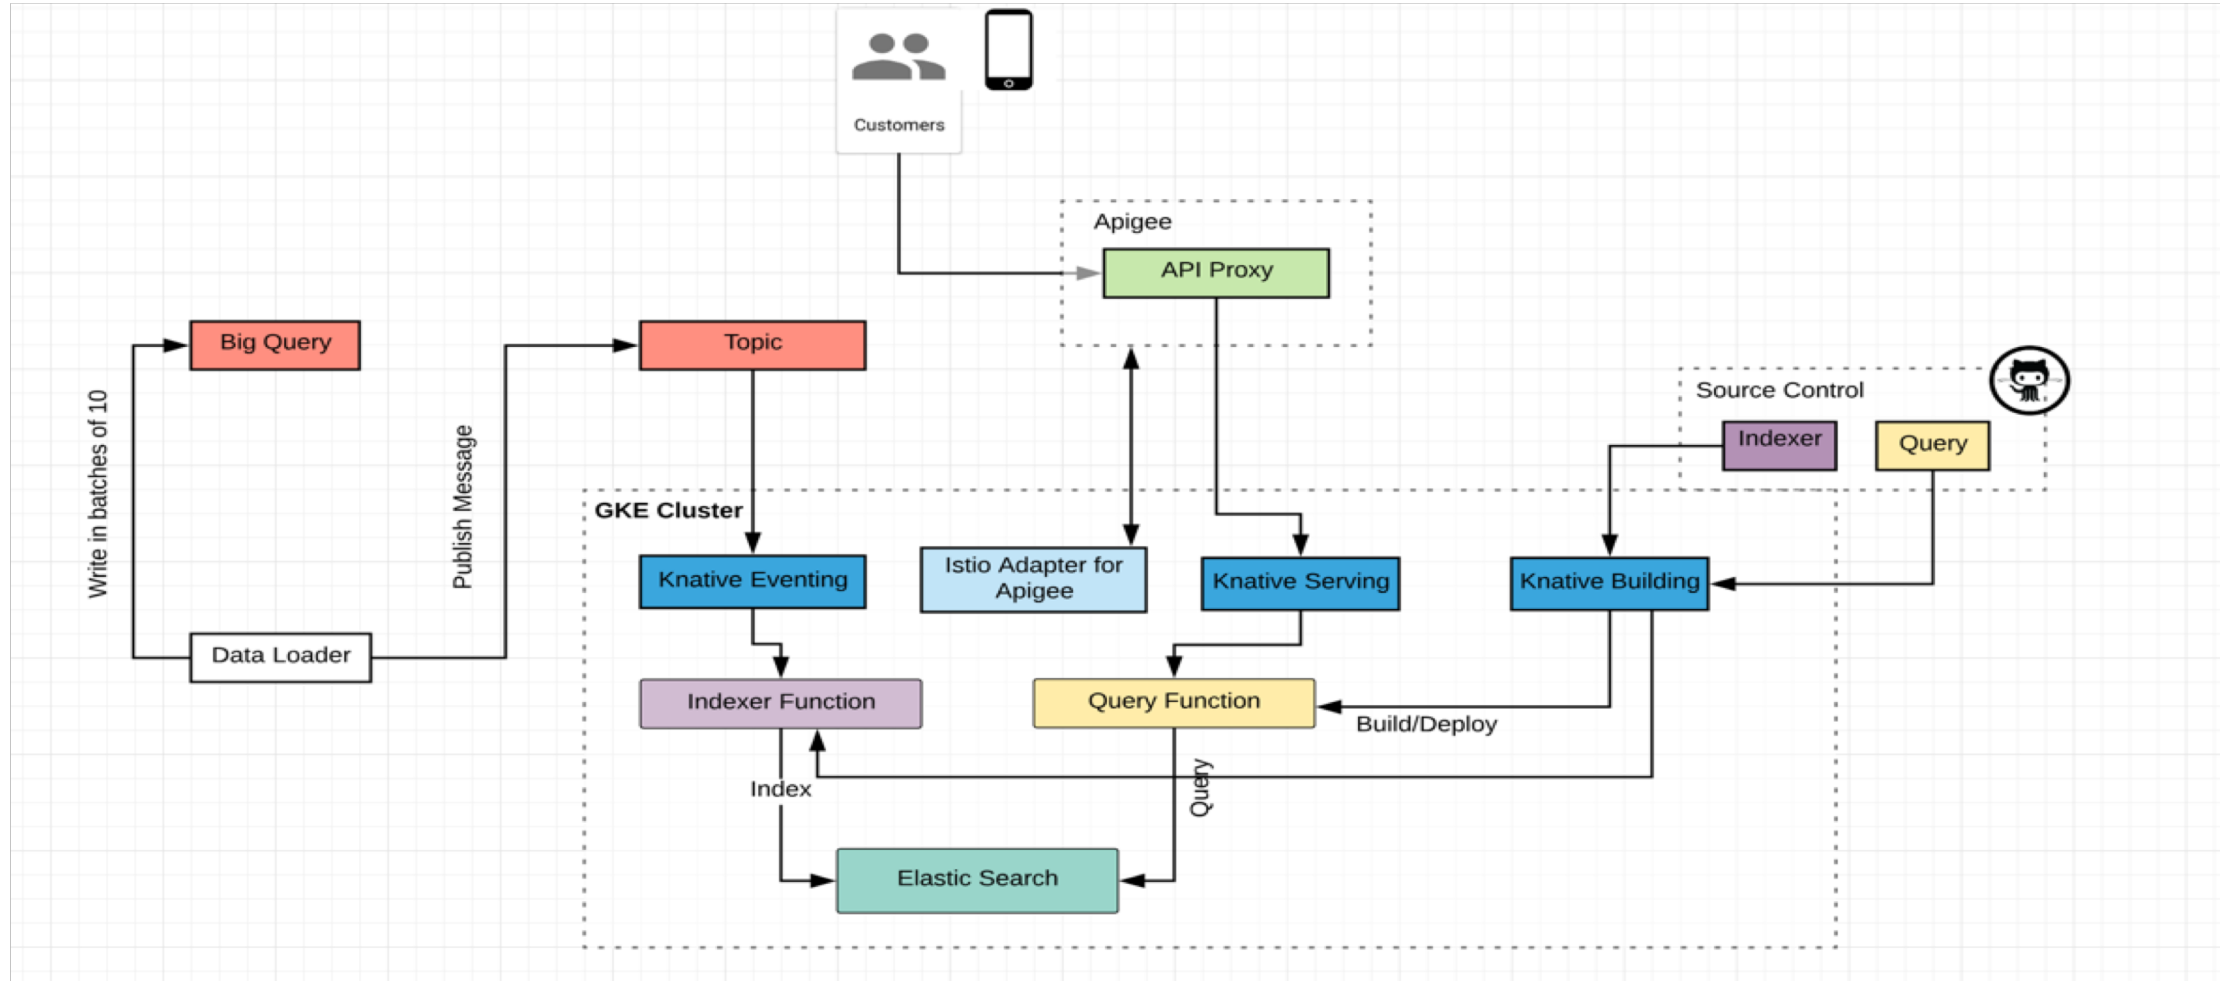 Customers
Apigee
API Proxy
Big Query
Topic
Source Control
Indexer
Query
Write in batches of 10
Publish Message
GKE Cluster
Knative Eventing
Istio Adapter for
Apigee
Knative Serving
Knative Building
Data Loader
Indexer Function
Query Function
Build/Deploy
Index
Query
Elastic Search